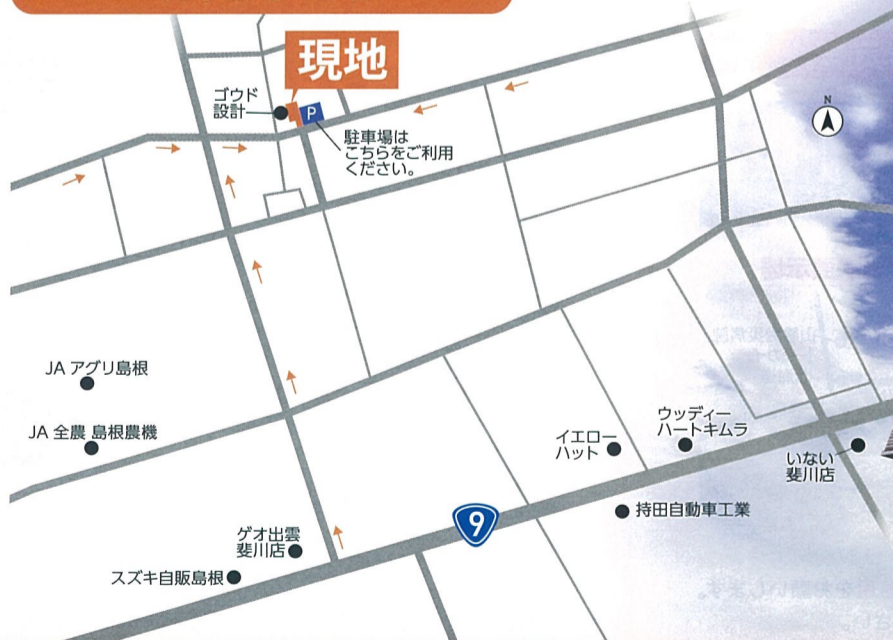 現地
ゴウド
設計
P
駐車場は
こちらをご利用
ください。
N
JA アグリ島根
JA 全農 島根農機
イエロー
ハット
ウッディー
ハートキムラ
いない
斐川店
持田自動車工業
9
ゲオ出雲
斐川店
スズキ自販島根